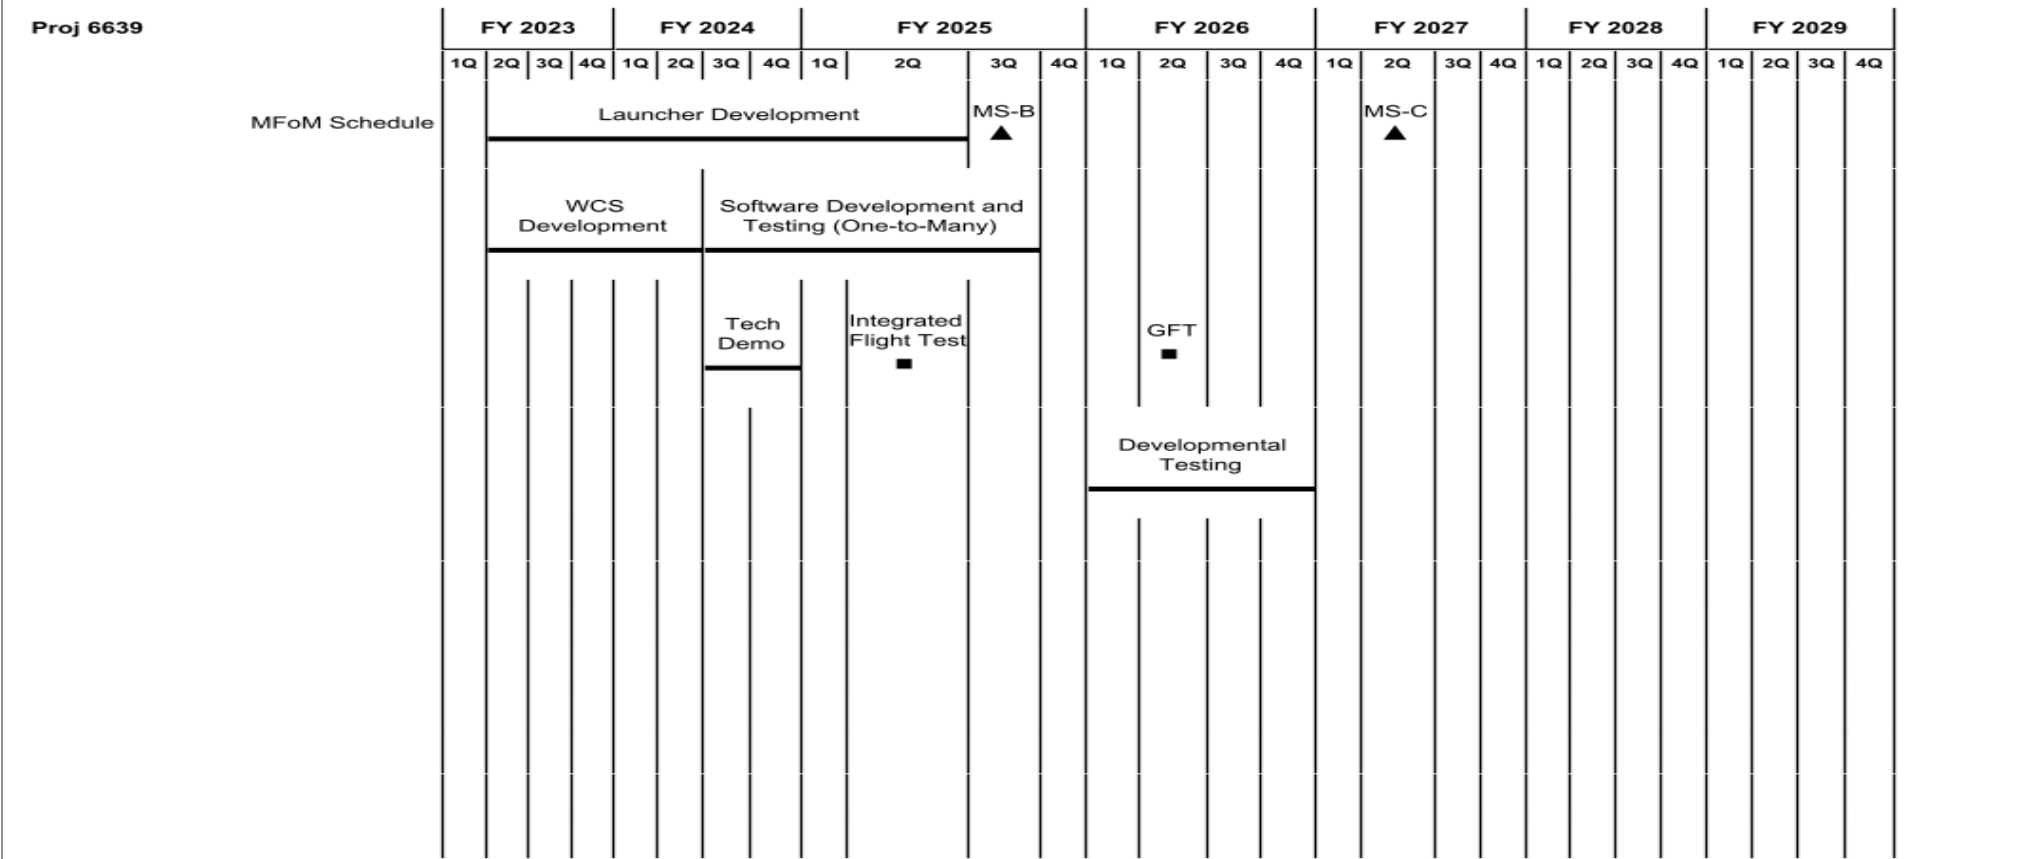 Proj 6639 FY 2023 FY 2024 FY 2025 FY 2026 FY 2027 FY 2028 FY 2029
1Q 2Q 3Q 4Q 1Q 2Q 3Q 4Q 1Q 2Q 3Q 4Q 1Q 2Q 3Q 4Q 1Q 2Q 3Q 4Q 1Q 2Q 3Q 4Q 1Q 2Q 3Q 4Q
MFoM Schedule
Launcher Development
MS-B
MS-C
WCS
Development
Software Development and
Testing (One-to-Many)
Tech
Demo
Integrated
Flight Test
GFT
Developmental
Testing